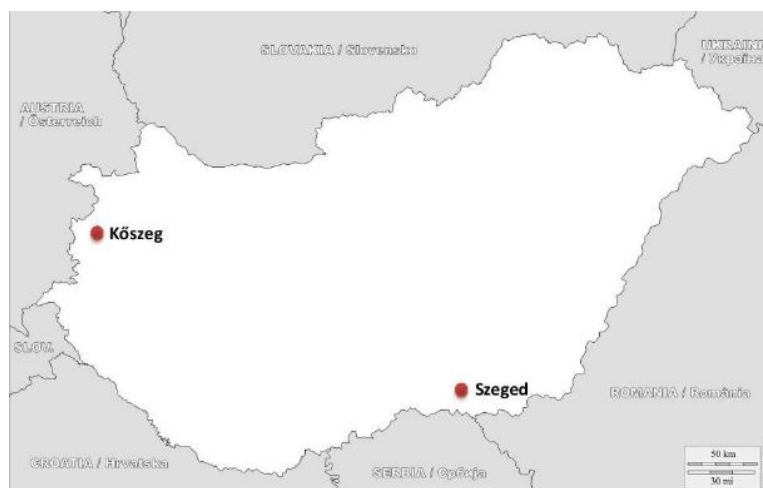 SLOVAKIA / Slovensko
UKRAINE
/ Україна
AUSTRIA
/ Österreich
Kőszeg
SLOV.
Szeged
ROMANIA / România
CROATIA / Hrvatska
SERBIA / Србија
50 km
30 mi